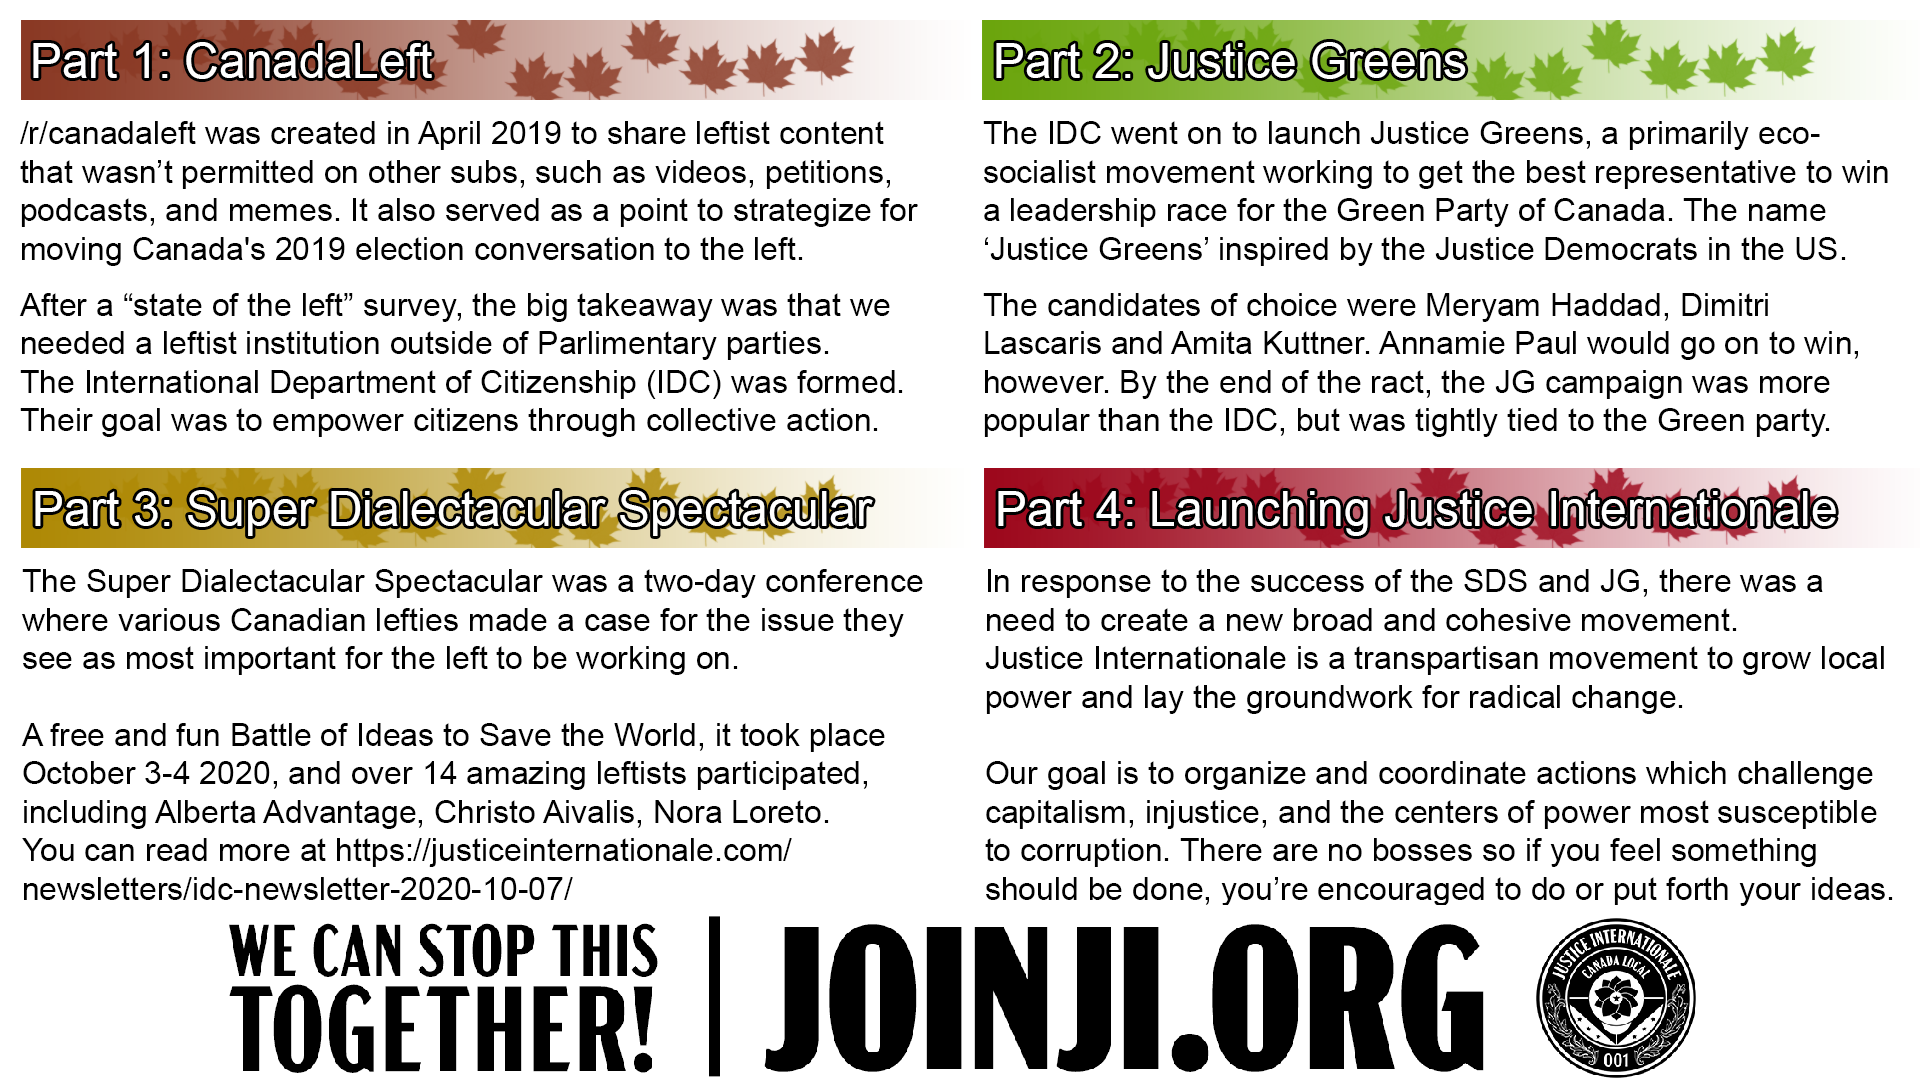 Part 1: CanadaLeft
/r/canadaleft was created in April 2019 to share leftist content
that wasn’t permitted on other subs, such as videos, petitions,
podcasts, and memes. It also served as a point to strategize for
moving Canada's 2019 election conversation to the left.
After a “state of the left” survey, the big takeaway was that we
needed a leftist institution outside of Parlimentary parties.
The International Department of Citizenship (IDC) was formed.
Their goal was to empower citizens through collective action.
Part 2: Justice Greens
The IDC went on to launch Justice Greens, a primarily eco-
socialist movement working to get the best representative to win
a leadership race for the Green Party of Canada. The name
‘Justice Greens’ inspired by the Justice Democrats in the US.
The candidates of choice were Meryam Haddad, Dimitri
Lascaris and Amita Kuttner. Annamie Paul would go on to win,
however. By the end of the ract, the JG campaign was more
popular than the IDC, but was tightly tied to the Green party.
Part 3: Super Dialectacular Spectacular
The Super Dialectacular Spectacular was a two-day conference
where various Canadian lefties made a case for the issue they
see as most important for the left to be working on.
A free and fun Battle of Ideas to Save the World, it took place
October 3-4 2020, and over 14 amazing leftists participated,
including Alberta Advantage, Christo Aivalis, Nora Loreto.
You can read more at https://justiceinternationale.com/
newsletters/idc-newsletter-2020-10-07/
Part 4: Launching Justice Internationale
In response to the success of the SDS and JG, there was a
need to create a new broad and cohesive movement.
Justice Internationale is a transpartisan movement to grow local
power and lay the groundwork for radical change.
Our goal is to organize and coordinate actions which challenge
capitalism, injustice, and the centers of power most susceptible
to corruption. There are no bosses so if you feel something
should be done, you’re encouraged to do or put forth your ideas.
WE CAN STOP THIS
TOGETHER!
JOINJI.ORG
JUSTICE INTERNATIONALE
CANADA LOCAL
001